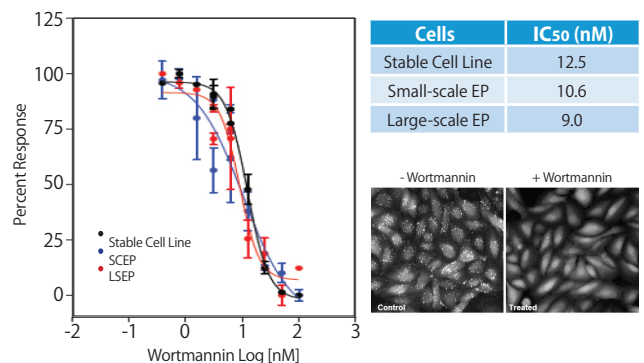 125
100
75
50
25
0
Percent Response
Stable Cell Line
SCEP
LSEP
-2 -1 0 1 2 3
Wortmannin Log [nM]
Cells IC50 (nM)
Stable Cell Line 12.5
Small-scale EP 10.6
Large-scale EP 9.0
- Wortmannin + Wortmannin
Control Treated